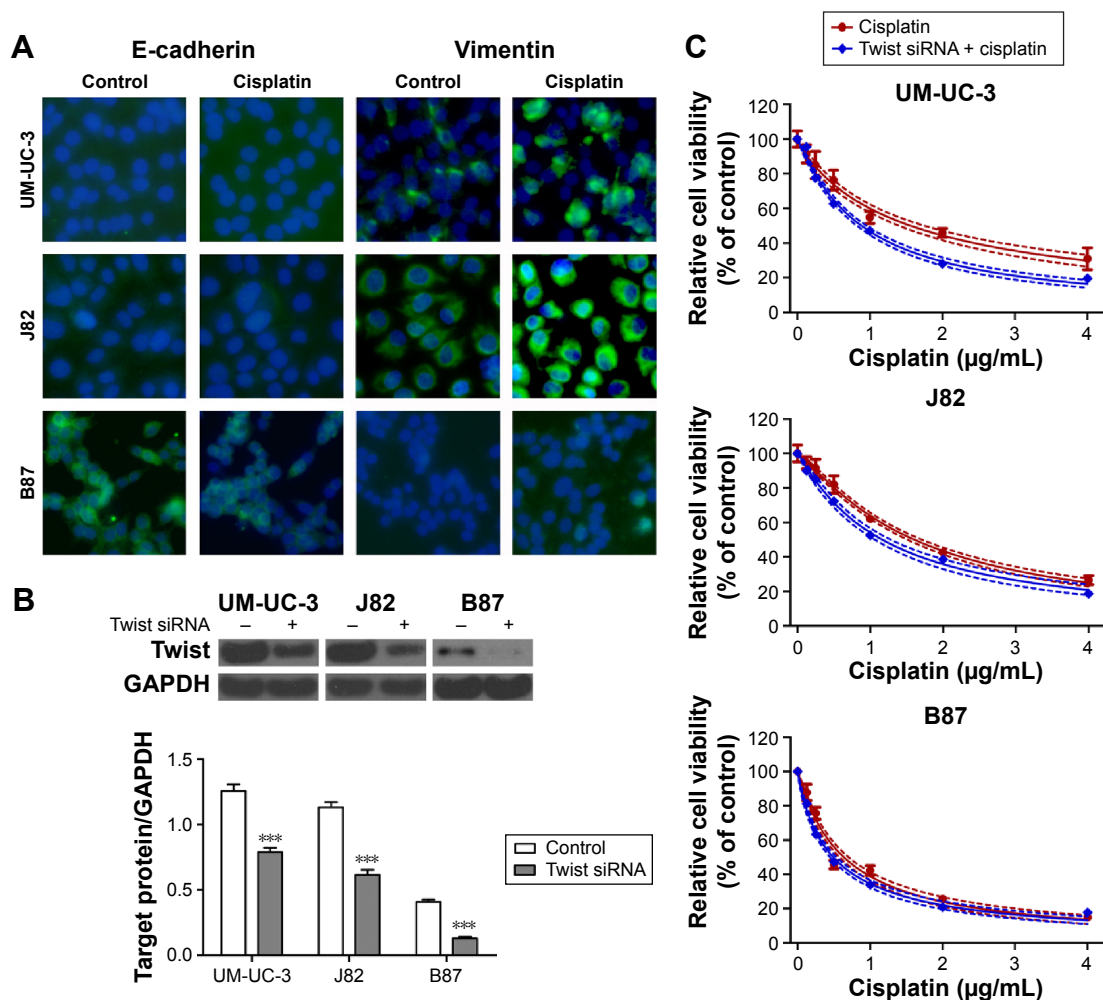 A
E-cadherin
Vimentin
Control
Cisplatin
Control
Cisplatin
UM-UC-3
J82
B87
B
UM-UC-3
J82
B87
Twist siRNA
–
+
–
+
–
+
Twist
GAPDH
Target protein/GAPDH
1.5
1.0
0.5
0.0
***
***
***
UM-UC-3
J82
B87
Control
Twist siRNA
C
Cisplatin
Twist siRNA + cisplatin
UM-UC-3
Relative cell viability
(% of control)
120
100
80
60
40
20
0
0
1
2
3
4
Cisplatin (µg/mL)
J82
Relative cell viability
(% of control)
120
100
80
60
40
20
0
0
1
2
3
4
Cisplatin (µg/mL)
B87
Relative cell viability
(% of control)
120
100
80
60
40
20
0
0
1
2
3
4
Cisplatin (µg/mL)